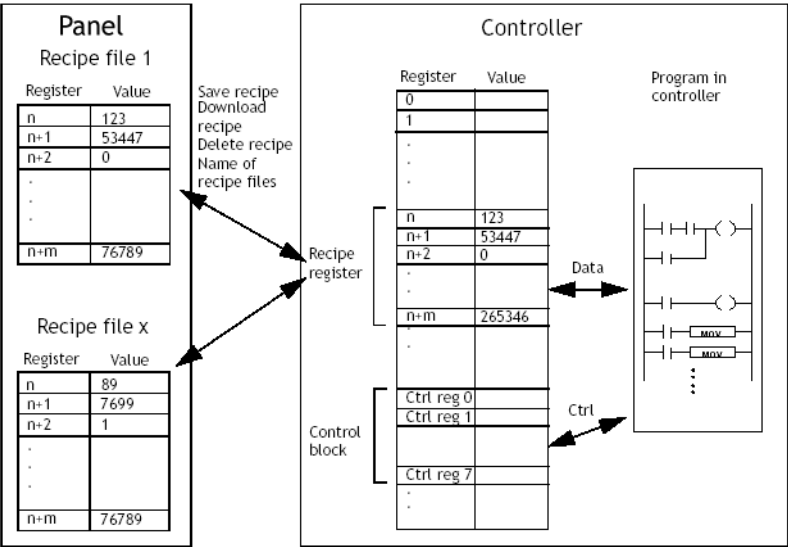 Panel
Recipe file 1
Register Value
n 123
n+1 53447
n+2 0
.
.
.
n+m 76789
Recipe file x
Register Value
n 89
n+1 7699
n+2 1
.
.
.
n+m 76789
Save recipe
Download
recipe
Delete recipe
Name of
recipe files
Controller
Register Value
0
1
.
.
.
n 123
n+1 53447
n+2 0
.
.
n+m 265346
.
.
Ctrl reg 0
Ctrl reg 1
Ctrl reg 7
.
.
Recipe
register
Control
block
Data
Ctrl
Program in
controller
MOV
MOV